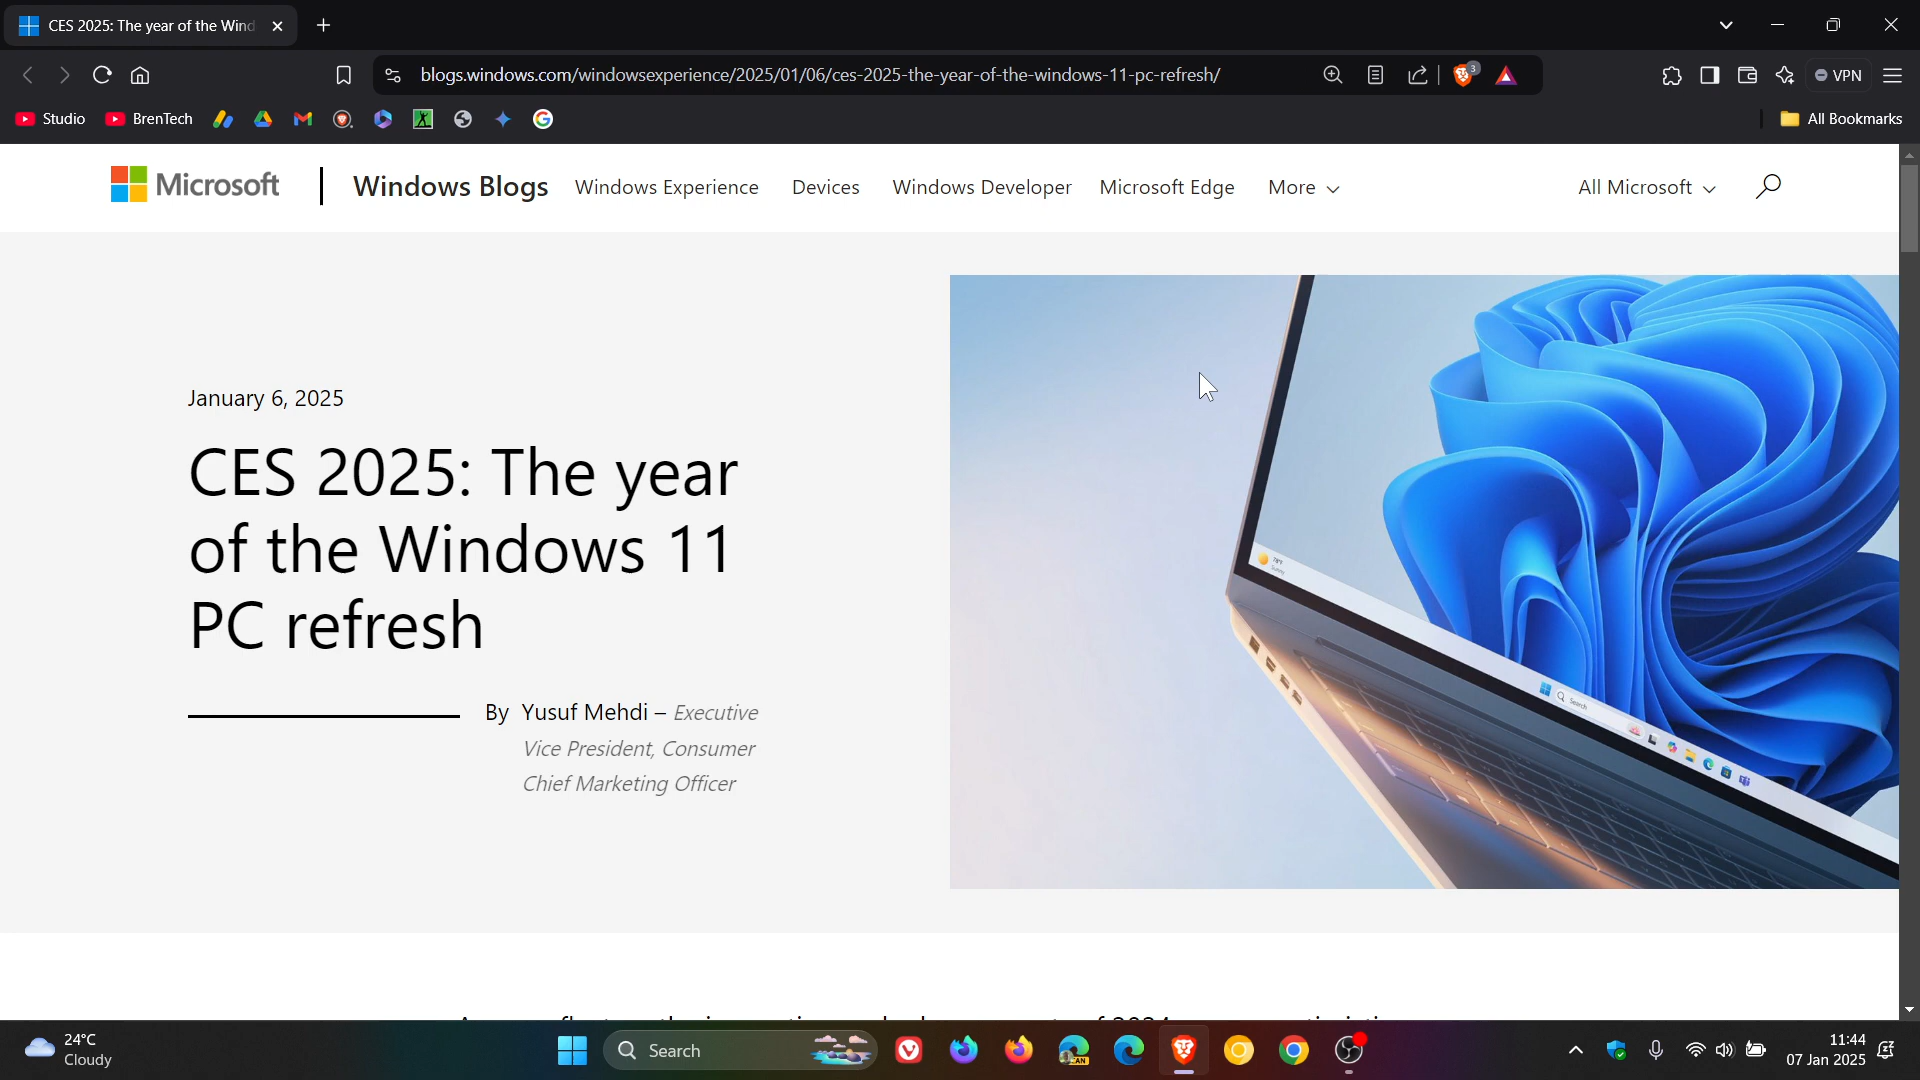 CES 2025: The year of the Wind
blogs.windows.com/windowsexperience/2025/01/06/ces-2025-the-year-of-the-windows-11-pc-refresh/
3
VPN
Studio
BrenTech
All Bookmarks
Microsoft
Windows Blogs
Windows Experience
Devices
Windows Developer
Microsoft Edge
More
All Microsoft
January 6, 2025
CES 2025: The year
of the Windows 11
PC refresh
By Yusuf Mehdi – Executive
Vice President, Consumer
Chief Marketing Officer
Search
24°C
Cloudy
Search
CAN
11:44
07 Jan 2025